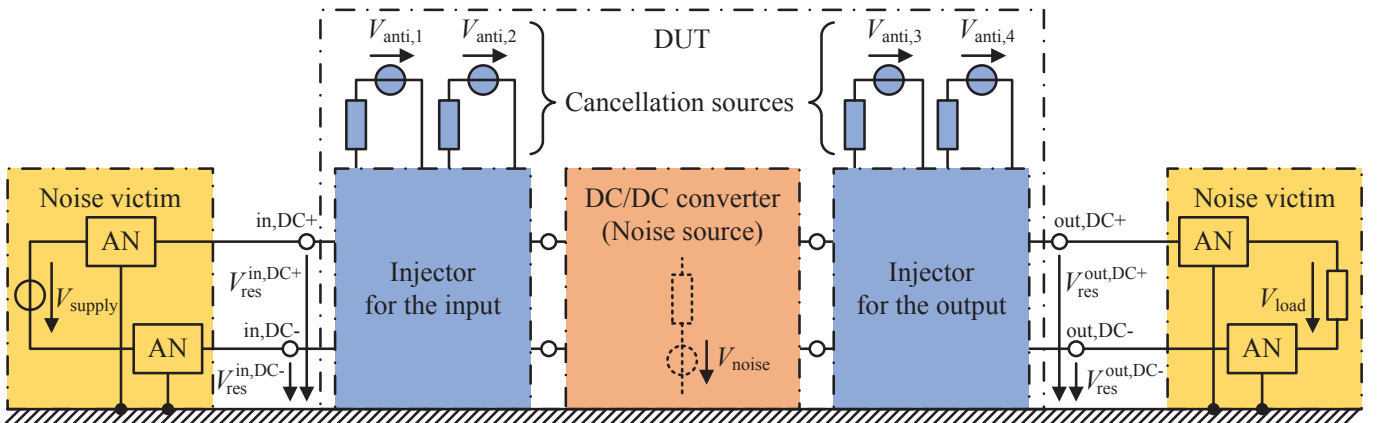 V_anti,1
V_anti,2
DUT
V_anti,3
V_anti,4
Cancellation sources
Noise victim
AN
V_supply
AN
in,DC+
V_res^in,DC+
in,DC-
V_res^in,DC-
Injector
for the input
DC/DC converter
(Noise source)
V_noise
Injector
for the output
out,DC+
V_res^out,DC+
out,DC-
V_res^out,DC-
Noise victim
AN
V_load
AN